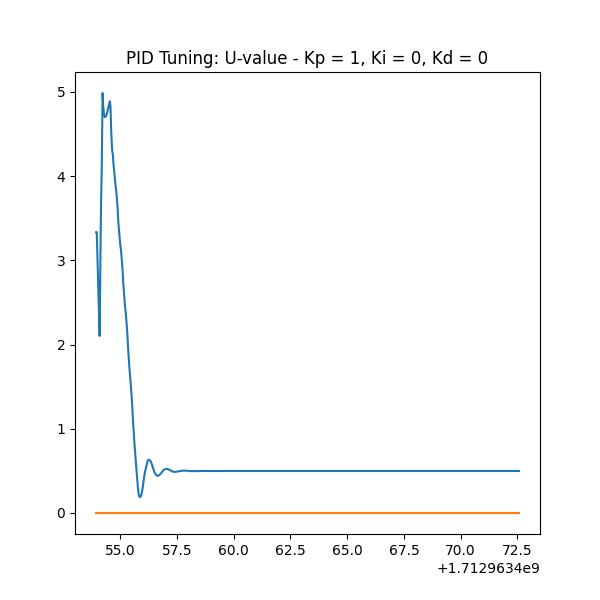 PID Tuning: U-value - Kp = 1, Ki = 0, Kd = 0
5
4
3
2
1
0
55.0 57.5 60.0 62.5 65.0 67.5 70.0 72.5
+1.7129634e9